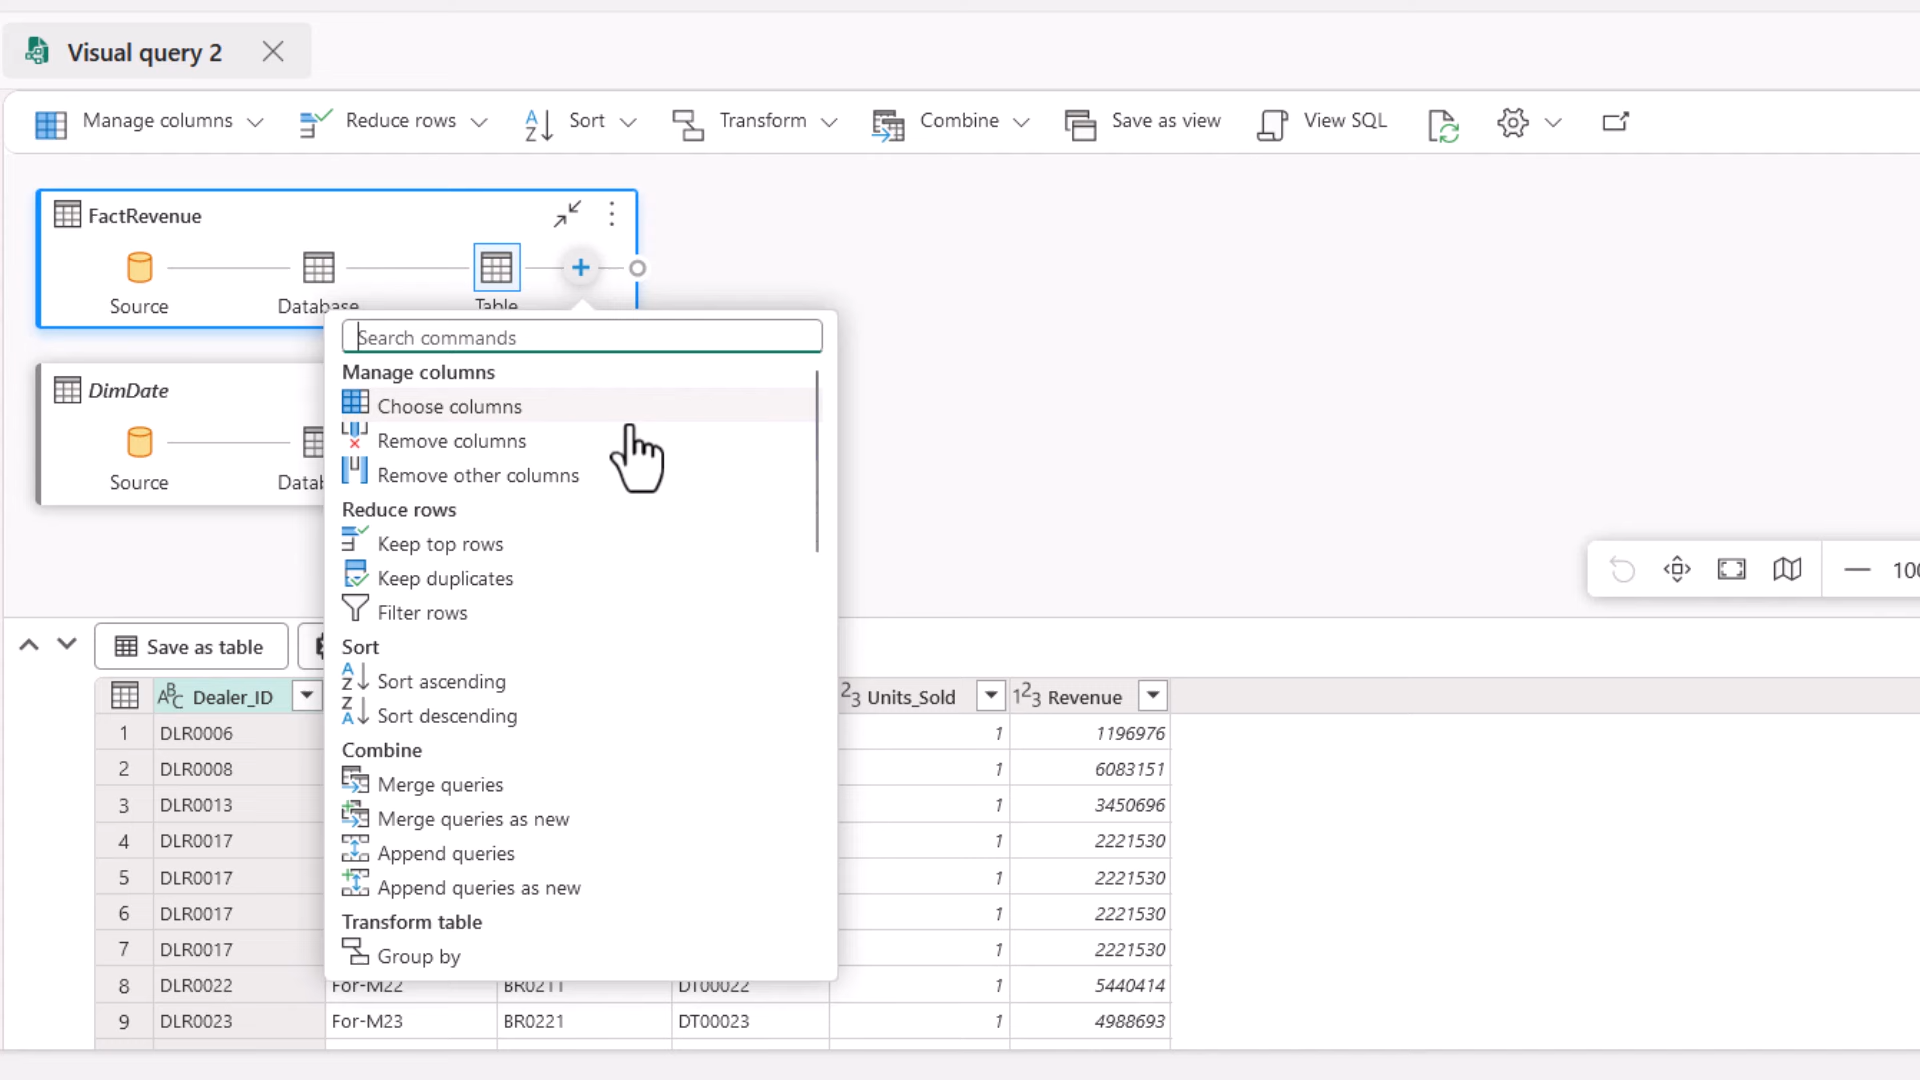 Visual query 2
Manage columns Reduce rows Sort Transform Combine Save as view View SQL
FactRevenue
Source Database Table
DimDate
Source
Search commands
Manage columns
Choose columns
Remove columns
Remove other columns
Reduce rows
Keep top rows
Keep duplicates
Filter rows
Sort
Sort ascending
Sort descending
Combine
Merge queries
Merge queries as new
Append queries
Append queries as new
Transform table
Group by
100
Save as table
Dealer_ID Units_Sold Revenue
1 DLR0006 1 1196976
2 DLR0008 1 6083151
3 DLR0013 1 3450696
4 DLR0017 1 2221530
5 DLR0017 1 2221530
6 DLR0017 1 2221530
7 DLR0017 1 2221530
8 DLR0022 For-M22 BR0211 DT00022 1 5440414
9 DLR0023 For-M23 BR0221 DT00023 1 4988693